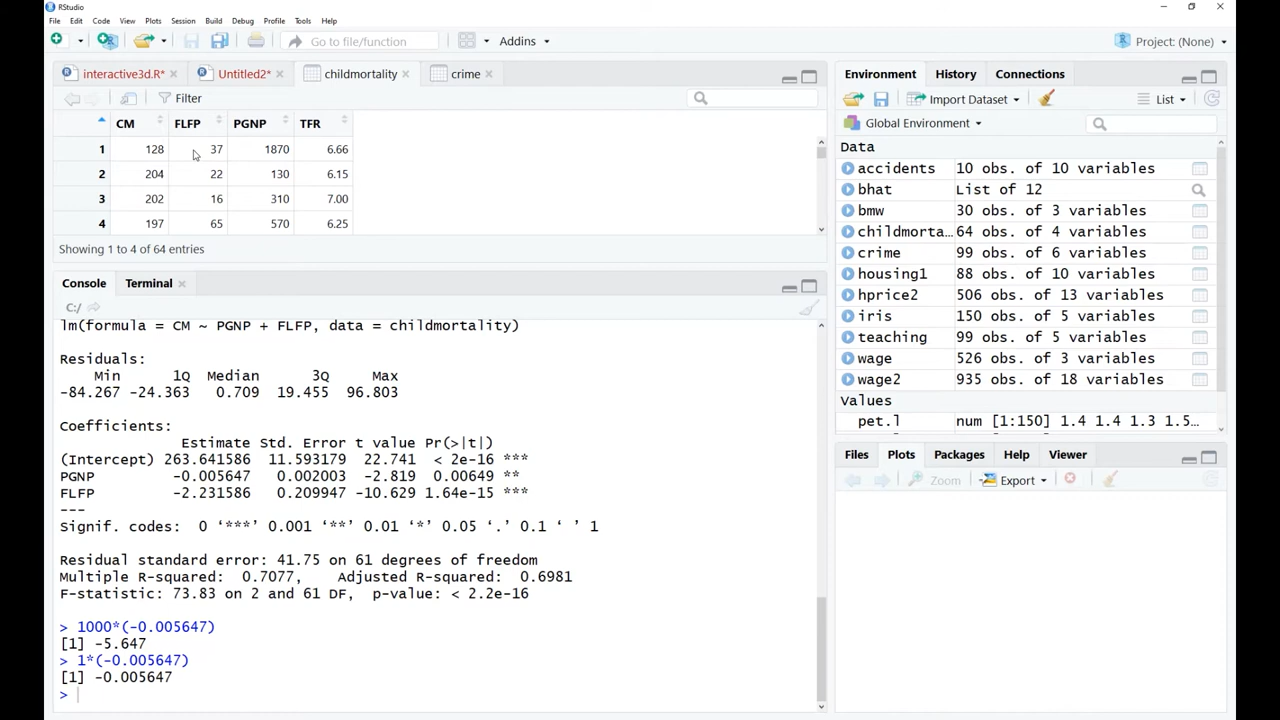 RStudio
File Edit Code View Plots Session Build Debug Profile Tools Help
Go to file/function Addins Project: (None)
interactive3d.R* Untitled2* childmortality crime
Filter
CM FLFP PGNP TFR
1 128 37 1870 6.66
2 204 22 130 6.15
3 202 16 310 7.00
4 197 65 570 6.25
Showing 1 to 4 of 64 entries
Console Terminal
C:/
lm(formula = CM ~ PGNP + FLFP, data = childmortality)
Residuals:
Min 1Q Median 3Q Max
-84.267 -24.363 0.709 19.455 96.803
Coefficients:
Estimate Std. Error t value Pr(>|t|)
(Intercept) 263.641586 11.593179 22.741 < 2e-16 ***
PGNP -0.005647 0.002003 -2.819 0.00649 **
FLFP -2.231586 0.209947 -10.629 1.64e-15 ***
---
Signif. codes: 0 ‘***’ 0.001 ‘**’ 0.01 ‘*’ 0.05 ‘.’ 0.1 ‘ ’ 1
Residual standard error: 41.75 on 61 degrees of freedom
Multiple R-squared: 0.7077, Adjusted R-squared: 0.6981
F-statistic: 73.83 on 2 and 61 DF, p-value: < 2.2e-16
> 1000*(-0.005647)
[1] -5.647
> 1*(-0.005647)
[1] -0.005647
>
Environment History Connections
Import Dataset List
Global Environment
Data
accidents 10 obs. of 10 variables
bhat List of 12
bmw 30 obs. of 3 variables
childmorta… 64 obs. of 4 variables
crime 99 obs. of 6 variables
housing1 88 obs. of 10 variables
hprice2 506 obs. of 13 variables
iris 150 obs. of 5 variables
teaching 99 obs. of 5 variables
wage 526 obs. of 3 variables
wage2 935 obs. of 18 variables
Values
pet.l num [1:150] 1.4 1.4 1.3 1.5…
Files Plots Packages Help Viewer
Zoom Export